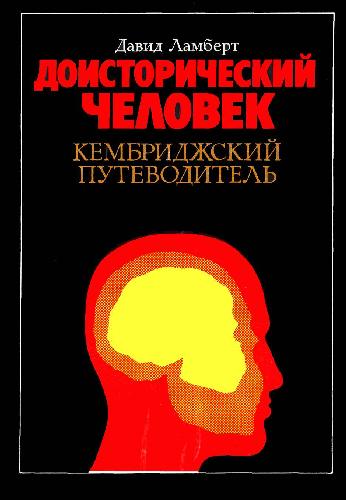 Давид Ламберт
ДОИСТОРИЧЕСКИЙ
ЧЕЛОВЕК
КЕМБРИДЖСКИЙ
ПУТЕВОДИТЕЛЬ